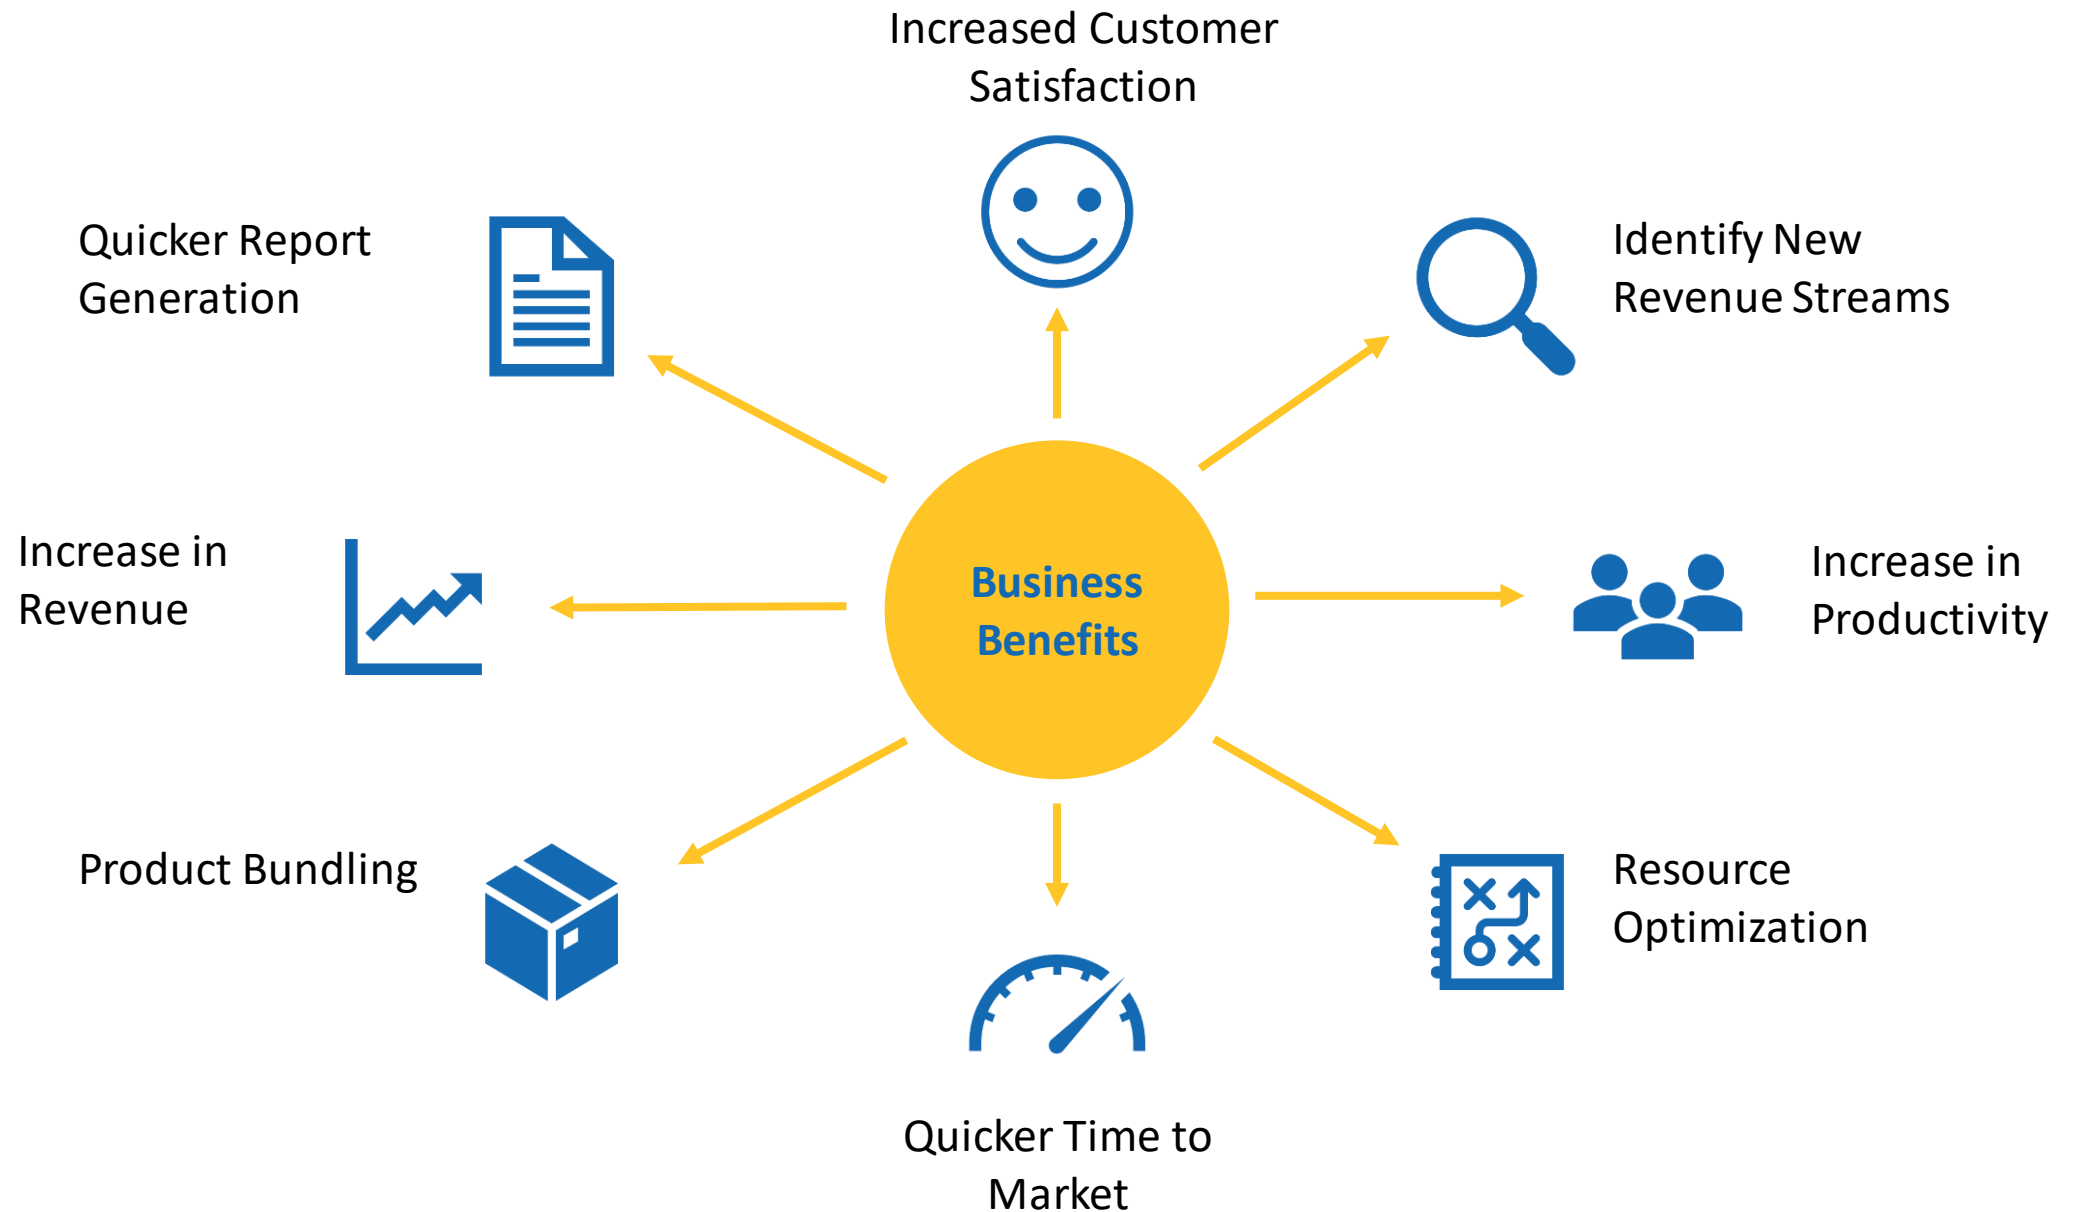 Increased Customer
Satisfaction
Quicker Report
Generation
Identify New
Revenue Streams
Increase in
Revenue
Business
Benefits
Increase in
Productivity
Product Bundling
Resource
Optimization
Quicker Time to
Market